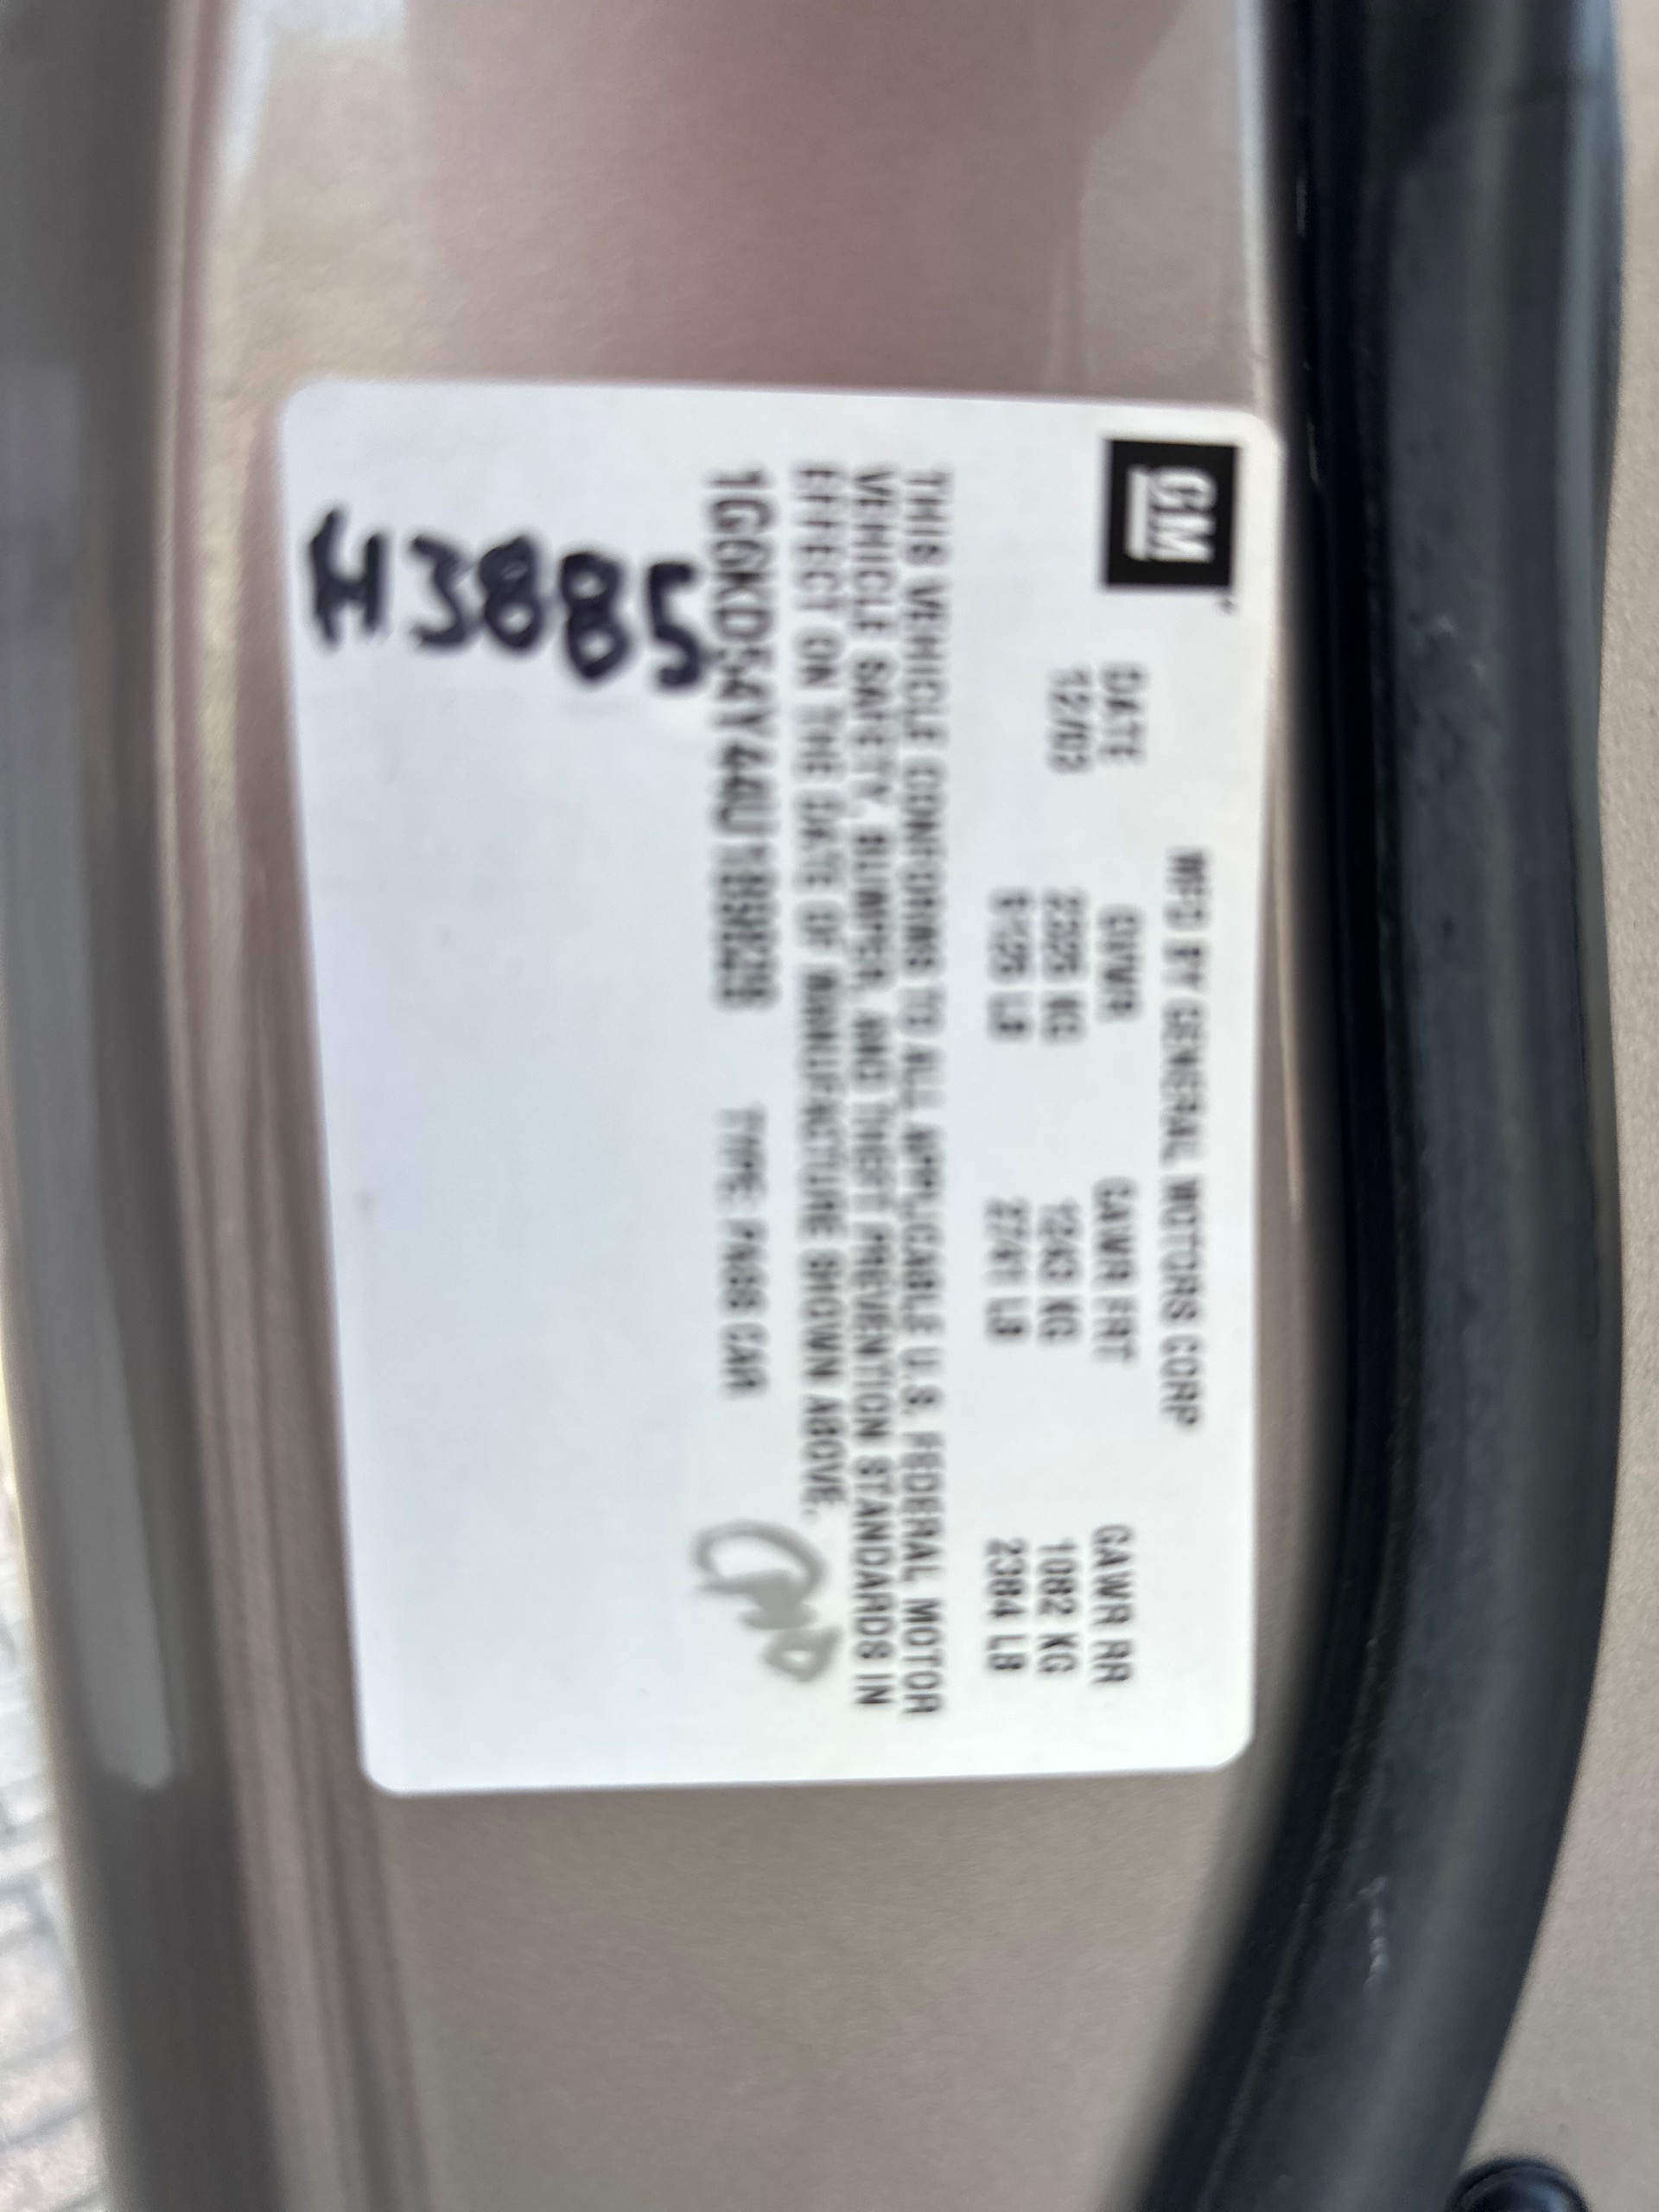 GM
MFD BY GENERAL MOTORS CORP
DATE GVWR GAWR FRT GAWR RR
12/03 2325 KG 1243 KG 1082 KG
5125 LB 2741 LB 2384 LB
THIS VEHICLE CONFORMS TO ALL APPLICABLE U.S. FEDERAL MOTOR
VEHICLE SAFETY, BUMPER, AND THEFT PREVENTION STANDARDS IN
EFFECT ON THE DATE OF MANUFACTURE SHOWN ABOVE.
1G6KD54Y44U189828 TYPE: PASS CAR
H3885